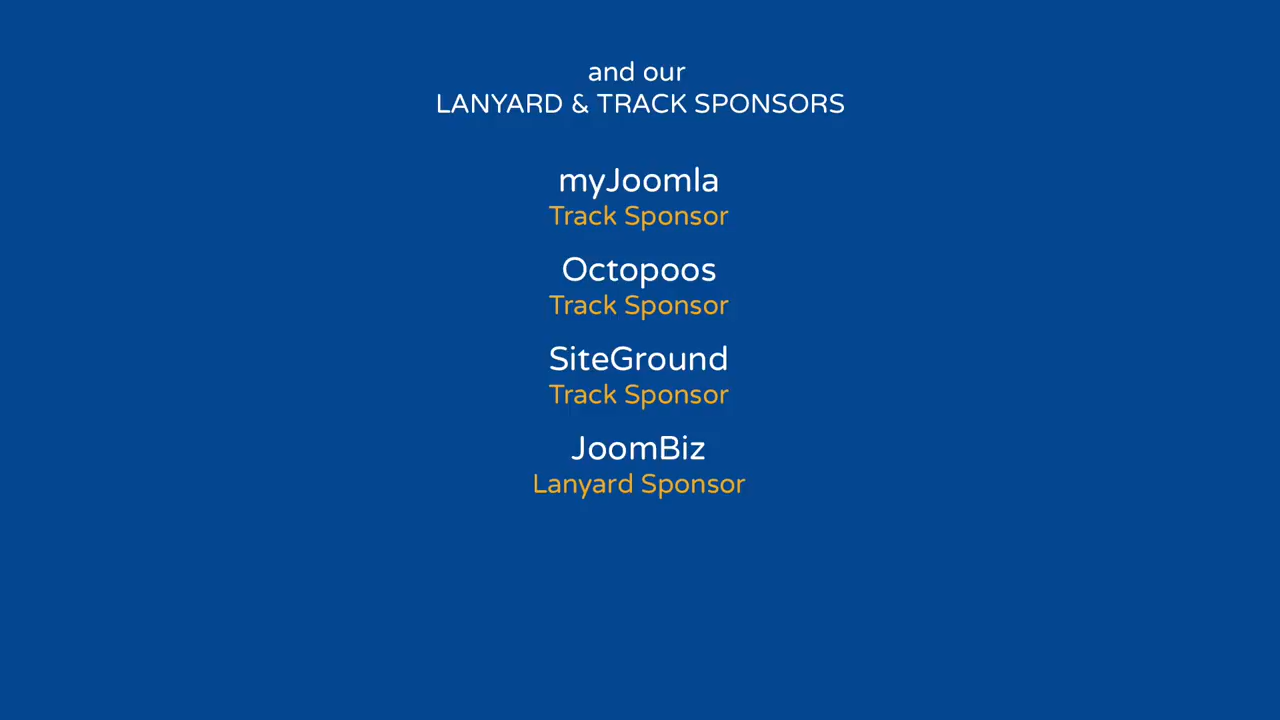 and our
LANYARD & TRACK SPONSORS
myJoomla
Track Sponsor
Octopoos
Track Sponsor
SiteGround
Track Sponsor
JoomBiz
Lanyard Sponsor